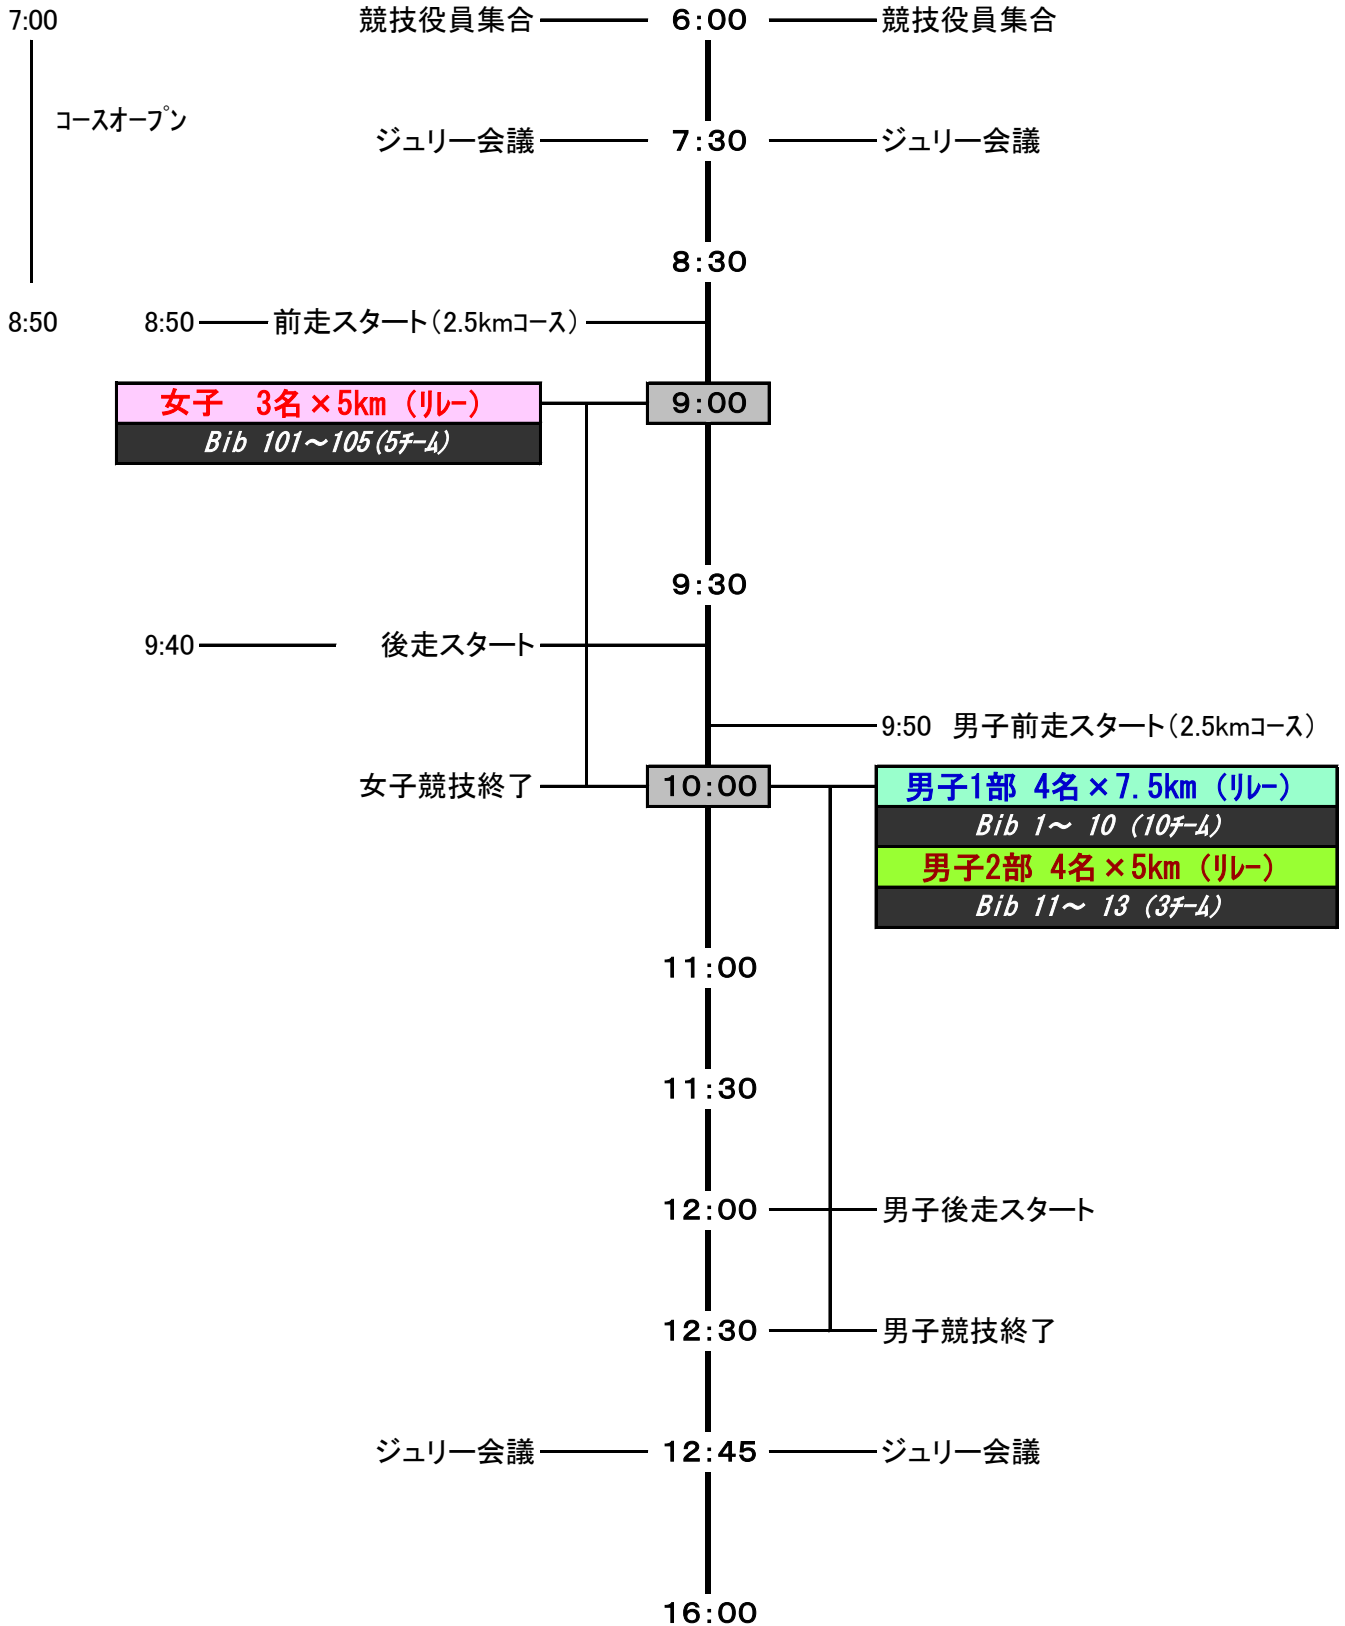 7:00 競技役員集合 6:00 競技役員集合
コースオープン
ジュリー会議 7:30 ジュリー会議
8:30
8:50 8:50 前走スタート(2.5kmコース)
女子 3名×5km (リレー) 9:00
Bib 101～105(5チーム)
9:30
9:40 後走スタート
9:50 男子前走スタート(2.5kmコース)
女子競技終了 10:00 男子1部 4名×7.5km (リレー)
Bib 1～ 10 (10チーム)
男子2部 4名×5km (リレー)
Bib 11～ 13 (3チーム)
11:00
11:30
12:00 男子後走スタート
12:30 男子競技終了
ジュリー会議 12:45 ジュリー会議
16:00